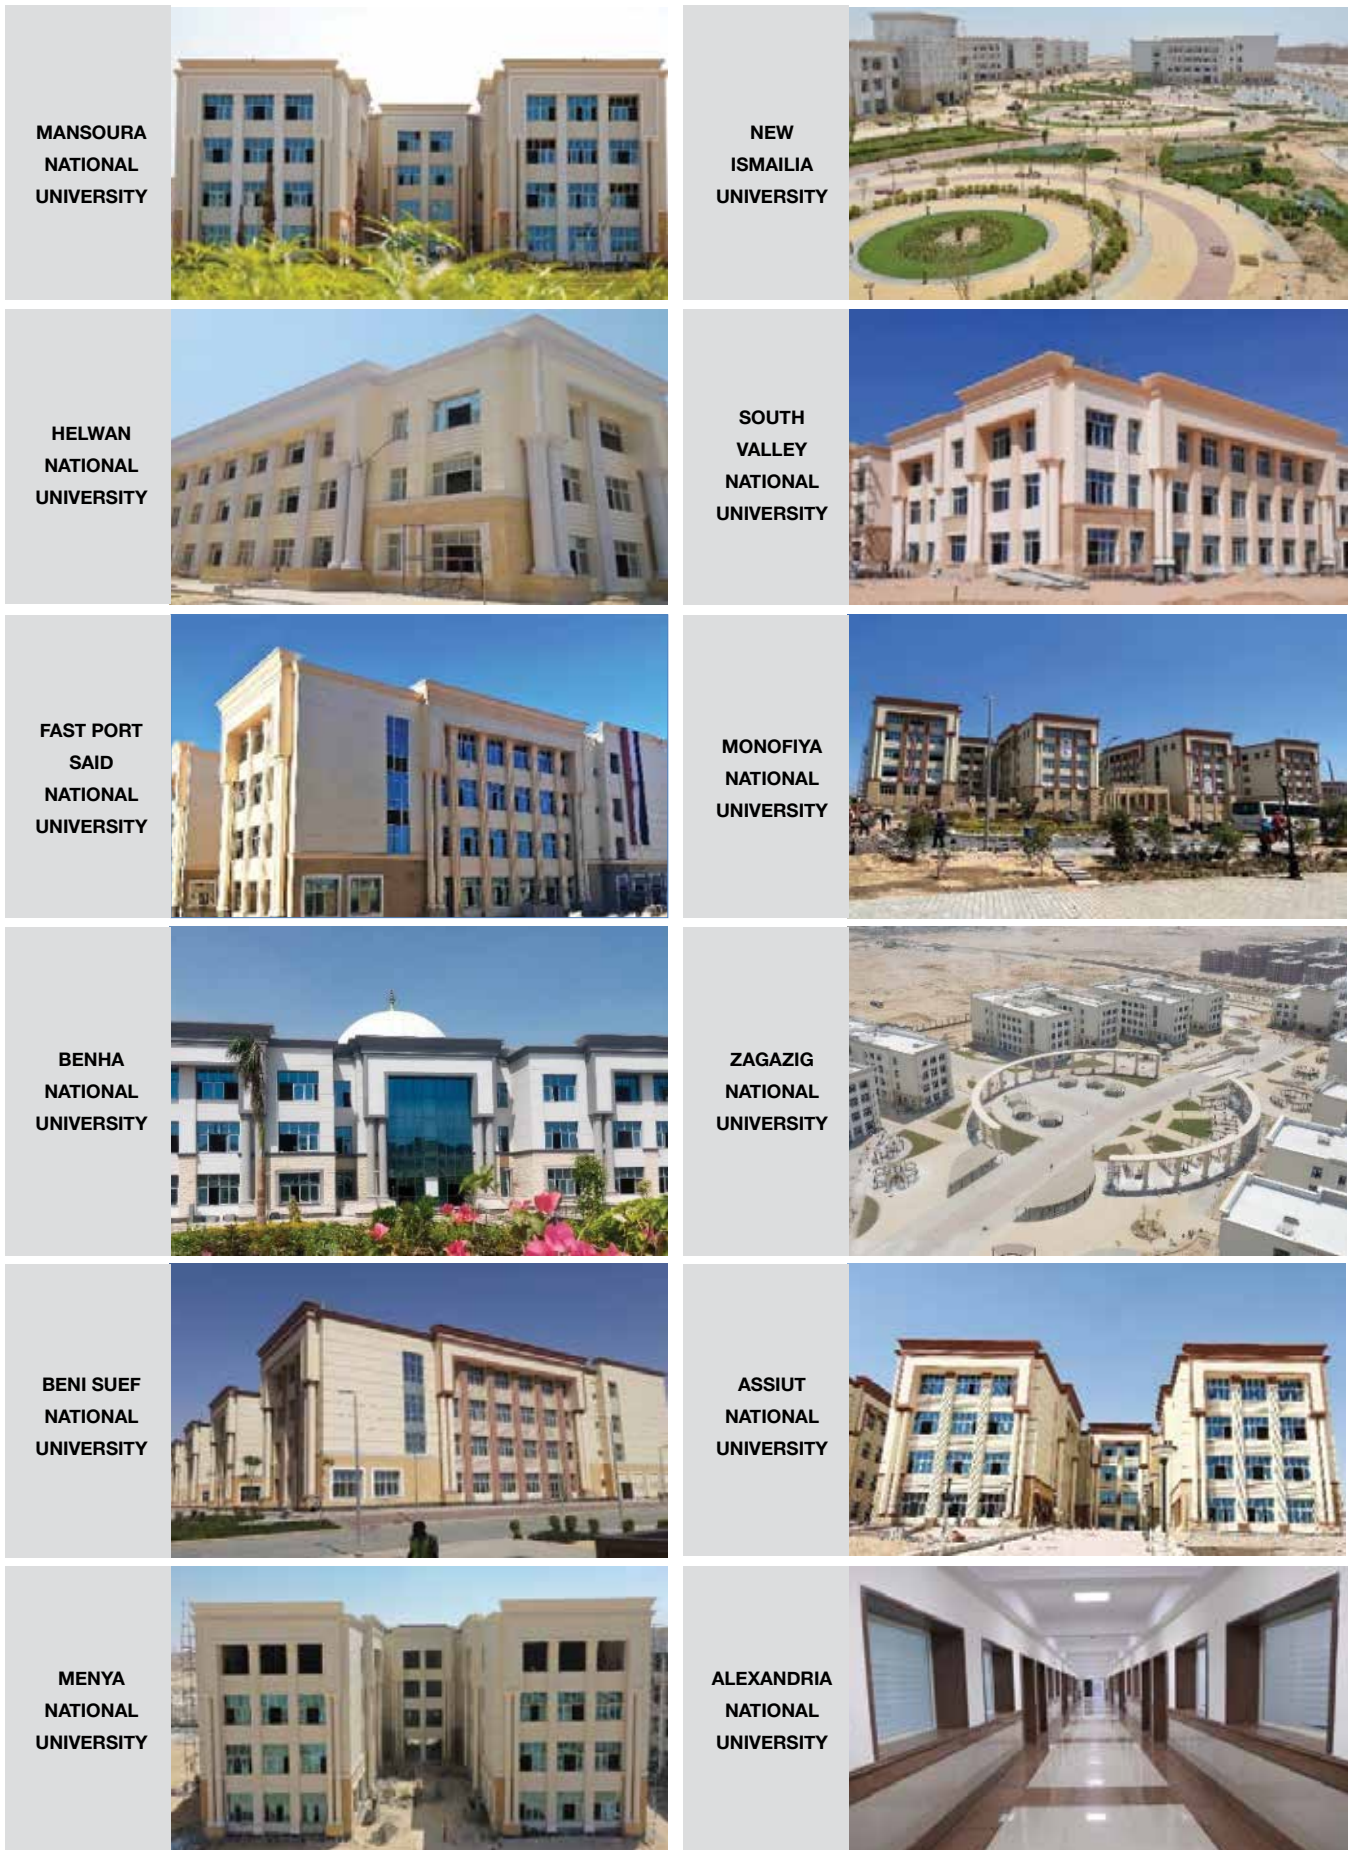 MANSOURA
NATIONAL
UNIVERSITY
NEW
ISMAILIA
UNIVERSITY
HELWAN
NATIONAL
UNIVERSITY
SOUTH
VALLEY
NATIONAL
UNIVERSITY
FAST PORT
SAID
NATIONAL
UNIVERSITY
MONOFIYA
NATIONAL
UNIVERSITY
BENHA
NATIONAL
UNIVERSITY
ZAGAZIG
NATIONAL
UNIVERSITY
BENI SUEF
NATIONAL
UNIVERSITY
ASSIUT
NATIONAL
UNIVERSITY
MENYA
NATIONAL
UNIVERSITY
ALEXANDRIA
NATIONAL
UNIVERSITY